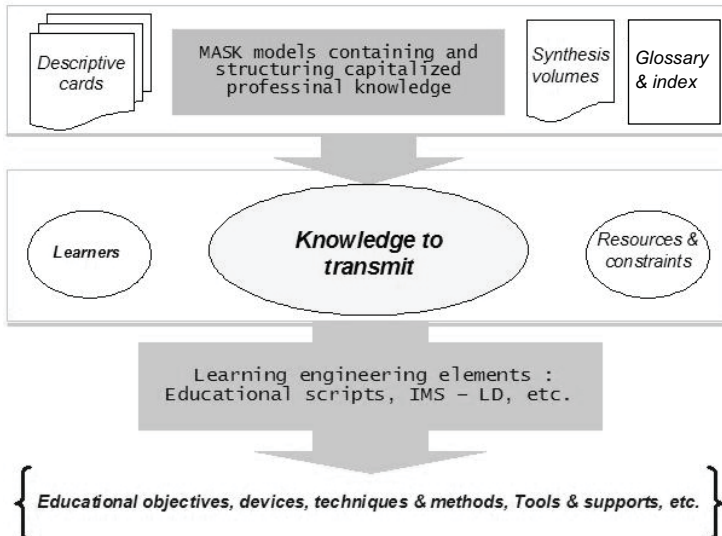 Descriptive
cards
MASK models containing and
structuring capitalized
professinal knowledge
Synthesis
volumes
Glossary
& index
Learners
Knowledge to
transmit
Resources &
constraints
Learning engineering elements :
Educational scripts, IMS – LD, etc.
Educational objectives, devices, techniques & methods, Tools & supports, etc.